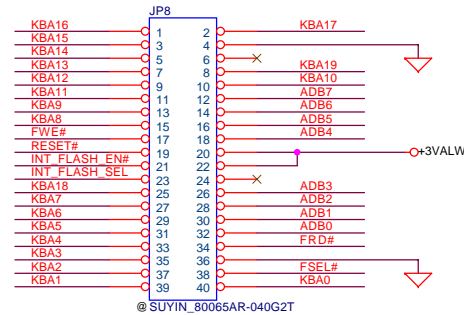 JP8
KBA16 1 2 KBA17
KBA15 3 4
KBA14 5 6
KBA13 7 8 KBA19
KBA12 9 10 KBA10
KBA11 11 12 ADB7
KBA9 13 14 ADB6
KBA8 15 16 ADB5
FWE# 17 18 ADB4
RESET# 19 20 +3VALW
INT_FLASH_EN# 21 22
INT_FLASH_SEL 23 24
KBA18 25 26 ADB3
KBA7 27 28 ADB2
KBA6 29 30 ADB1
KBA5 31 32 ADB0
KBA4 33 34 FRD#
KBA3 35 36
KBA2 37 38 FSEL#
KBA1 39 40 KBA0
@ SUYIN_80065AR-040G2T